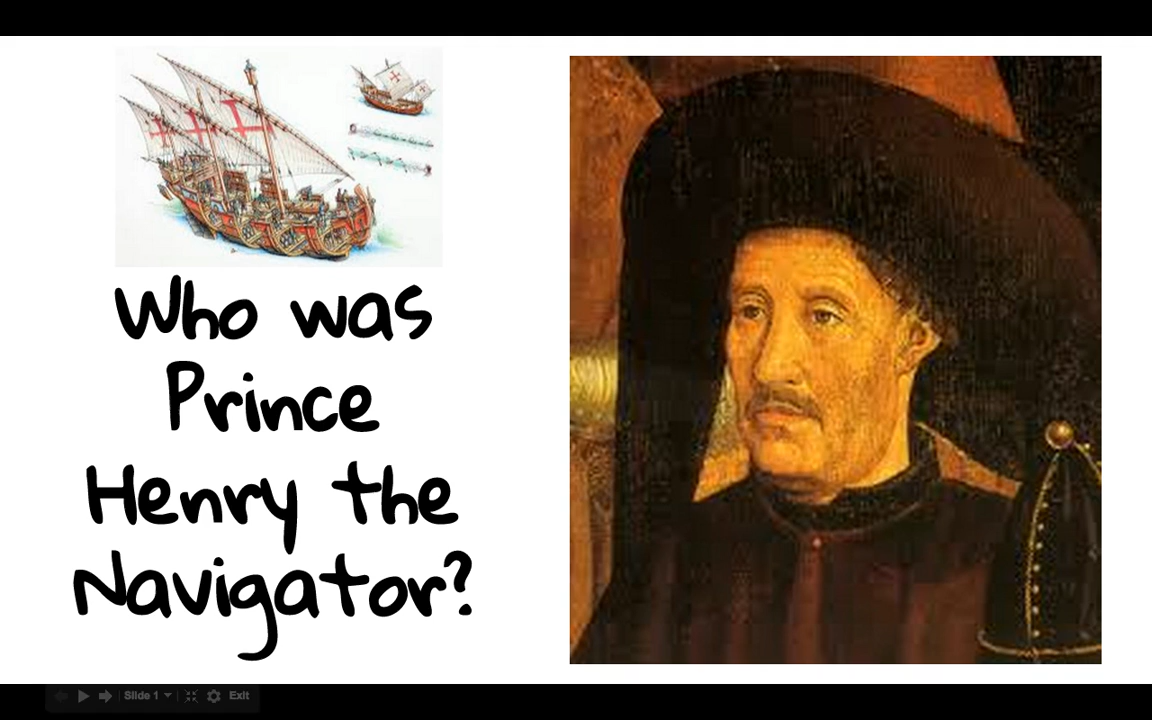 Who was
Prince
Henry the
Navigator?
Slide 1
Exit